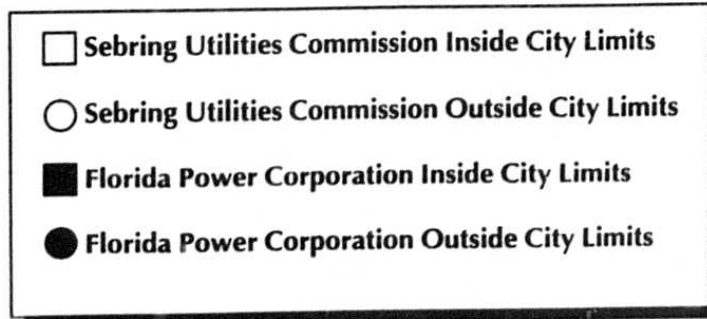 Sebring Utilities Commission Inside City Limits
Sebring Utilities Commission Outside City Limits
Florida Power Corporation Inside City Limits
Florida Power Corporation Outside City Limits